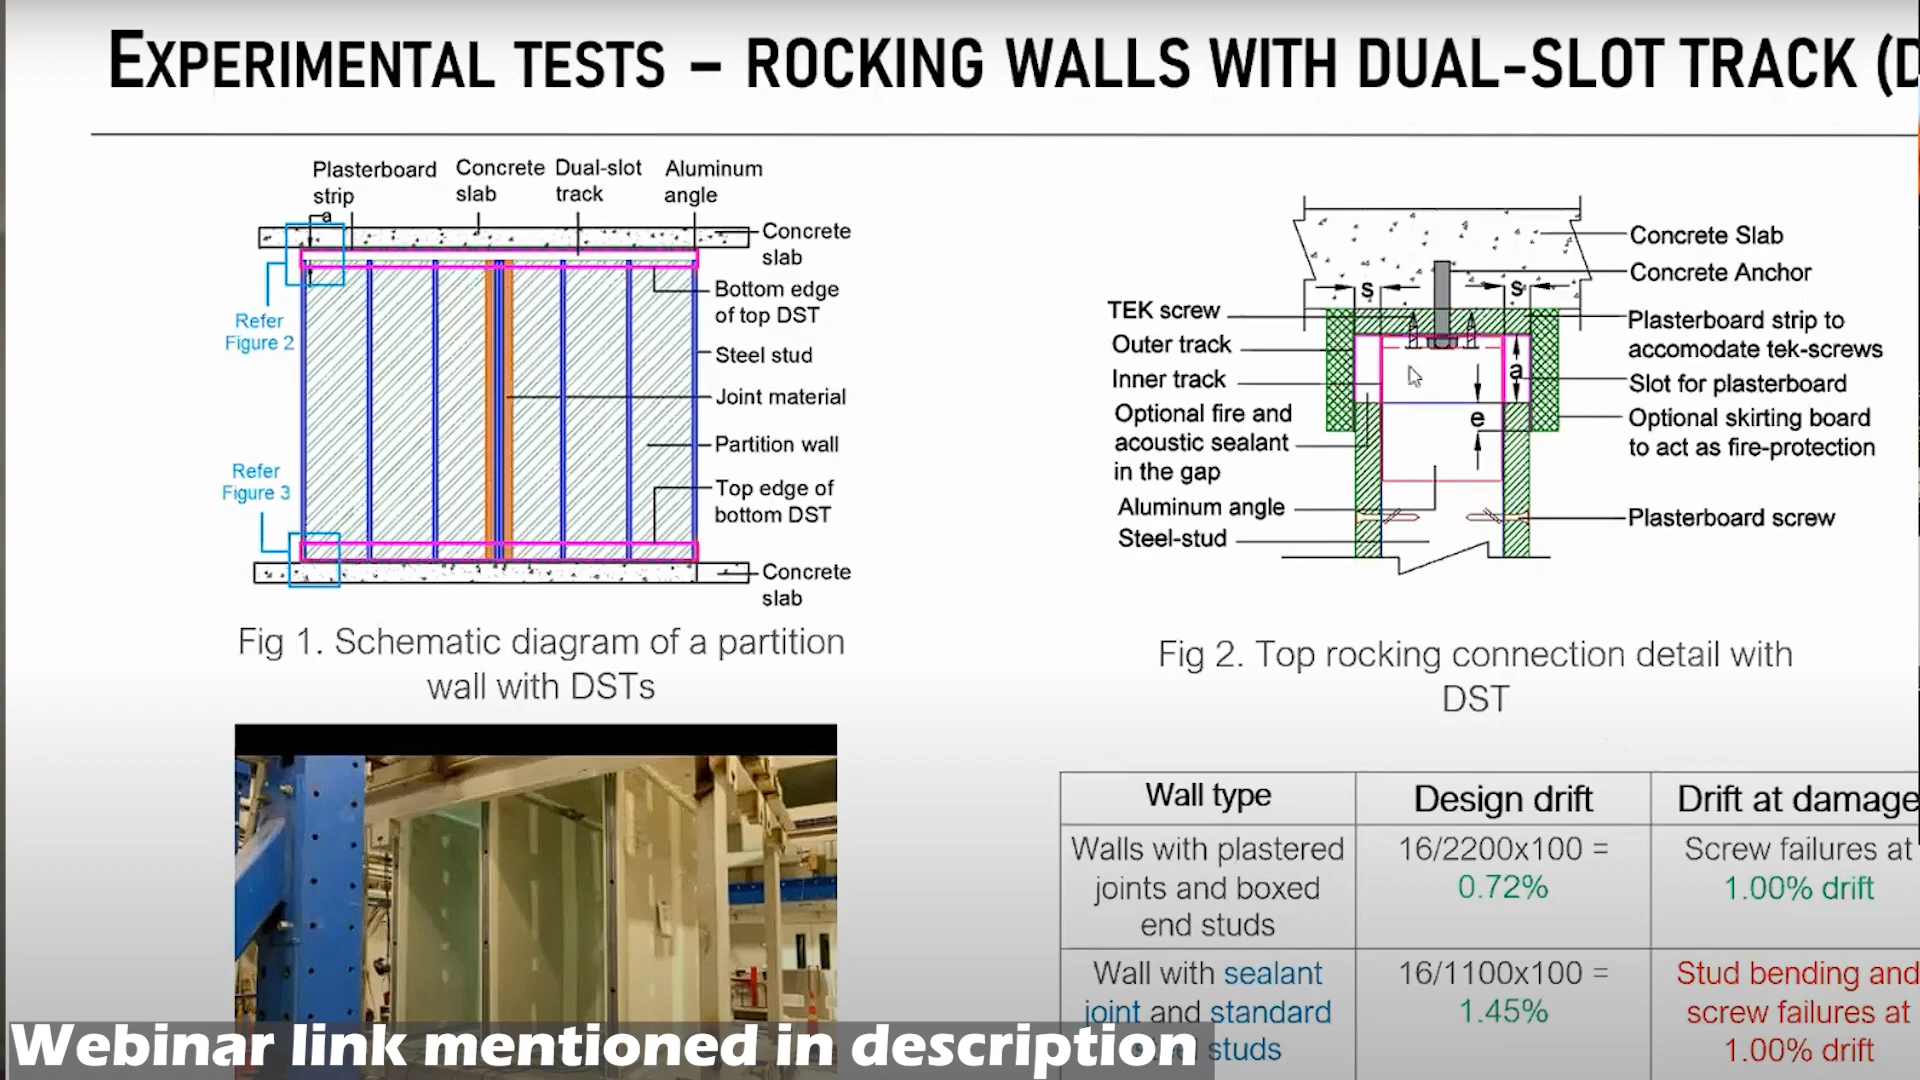 EXPERIMENTAL TESTS – ROCKING WALLS WITH DUAL-SLOT TRACK (D
Plasterboard
strip
Concrete
slab
Dual-slot
track
Aluminum
angle
a
Concrete
slab
Bottom edge
of top DST
Refer
Figure 2
Steel stud
Joint material
Partition wall
Refer
Figure 3
Top edge of
bottom DST
Concrete
slab
Fig 1. Schematic diagram of a partition
wall with DSTs
Concrete Slab
Concrete Anchor
s
s
TEK screw
Outer track
Inner track
Optional fire and
acoustic sealant
in the gap
Aluminum angle
Steel-stud
a
e
Plasterboard strip to
accomodate tek-screws
Slot for plasterboard
Optional skirting board
to act as fire-protection
Plasterboard screw
Fig 2. Top rocking connection detail with
DST
Wall type
Design drift
Drift at damage
Walls with plastered
joints and boxed
end studs
16/2200x100 =
0.72%
Screw failures at
1.00% drift
Wall with sealant
joint and standard
studs
16/1100x100 =
1.45%
Stud bending and
screw failures at
1.00% drift
Webinar link mentioned in description